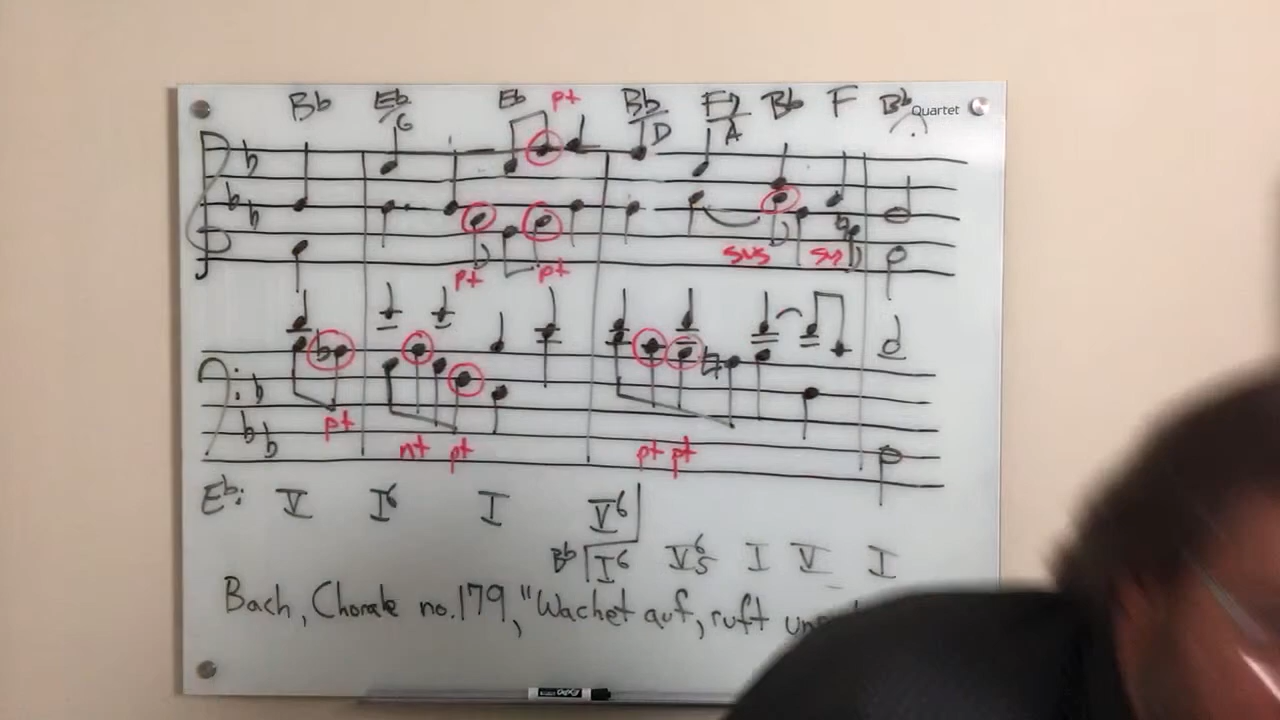 Bb Eb/G Eb pt Bb/D F7/A Bb F Bb
Quartet
pt pt sus sus
pt nt pt pt pt
Eb: V I6 I V6
Bb I6 V6/5 I V I
Bach, Chorale no.179, "Wachet auf, ruft